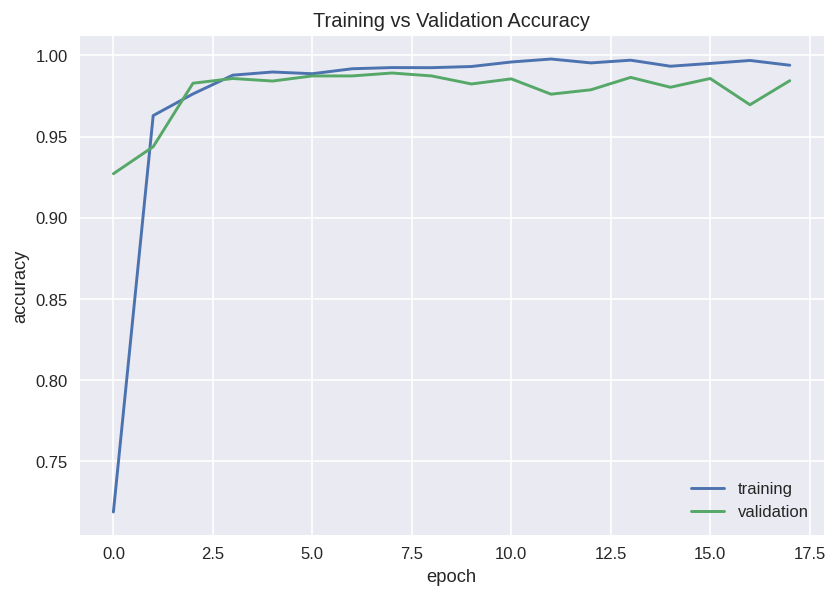 Training vs Validation Accuracy
1.00
0.95
0.90
0.85
0.80
0.75
accuracy
training
validation
0.0 2.5 5.0 7.5 10.0 12.5 15.0 17.5
epoch